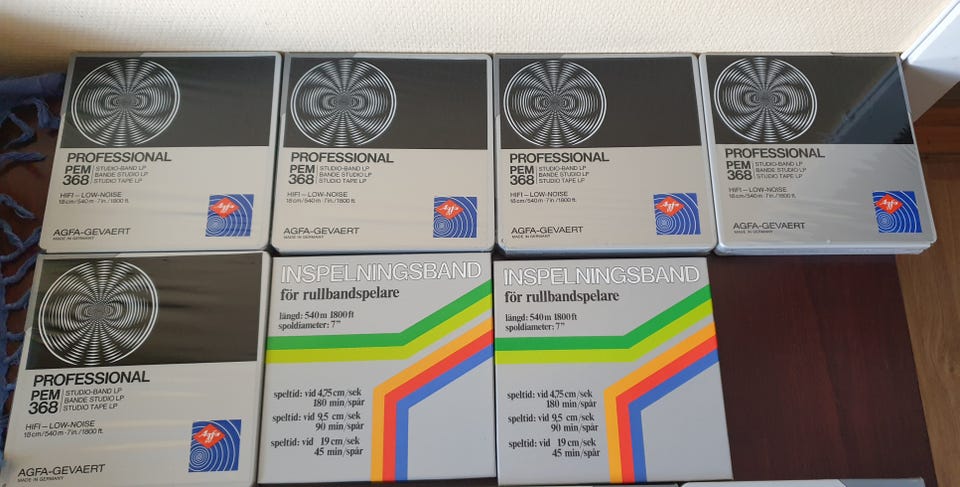 PROFESSIONAL
PEM STUDIO-BAND LP
368 BANDE STUDIO LP
STUDIO TAPE LP
HIFI – LOW-NOISE
18 cm / 540 m · 7 in. / 1800 ft.
Agfa
AGFA-GEVAERT
MADE IN GERMANY
PROFESSIONAL
PEM STUDIO-BAND LP
368 BANDE STUDIO LP
STUDIO TAPE LP
HIFI – LOW-NOISE
18 cm / 540 m · 7 in. / 1800 ft.
Agfa
AGFA-GEVAERT
MADE IN GERMANY
PROFESSIONAL
PEM STUDIO-BAND LP
368 BANDE STUDIO LP
STUDIO TAPE LP
HIFI – LOW-NOISE
18 cm / 540 m · 7 in. / 1800 ft.
Agfa
AGFA-GEVAERT
MADE IN GERMANY
PROFESSIONAL
PEM STUDIO-BAND LP
368 BANDE STUDIO LP
STUDIO TAPE LP
HIFI – LOW-NOISE
18 cm / 540 m · 7 in. / 1800 ft.
Agfa
AGFA-GEVAERT
MADE IN GERMANY
PROFESSIONAL
PEM STUDIO-BAND LP
368 BANDE STUDIO LP
STUDIO TAPE LP
HIFI – LOW-NOISE
18 cm / 540 m · 7 in. / 1800 ft.
Agfa
AGFA-GEVAERT
MADE IN GERMANY
INSPELNINGSBAND
för rullbandspelare
längd: 540 m 1800 ft
spoldiameter: 7"
speltid: vid 4,75 cm/sek
180 min/spår
speltid: vid 9,5 cm/sek
90 min/spår
speltid: vid 19 cm/sek
45 min/spår
INSPELNINGSBAND
för rullbandspelare
längd: 540 m 1800 ft
spoldiameter: 7"
speltid: vid 4,75 cm/sek
180 min/spår
speltid: vid 9,5 cm/sek
90 min/spår
speltid: vid 19 cm/sek
45 min/spår